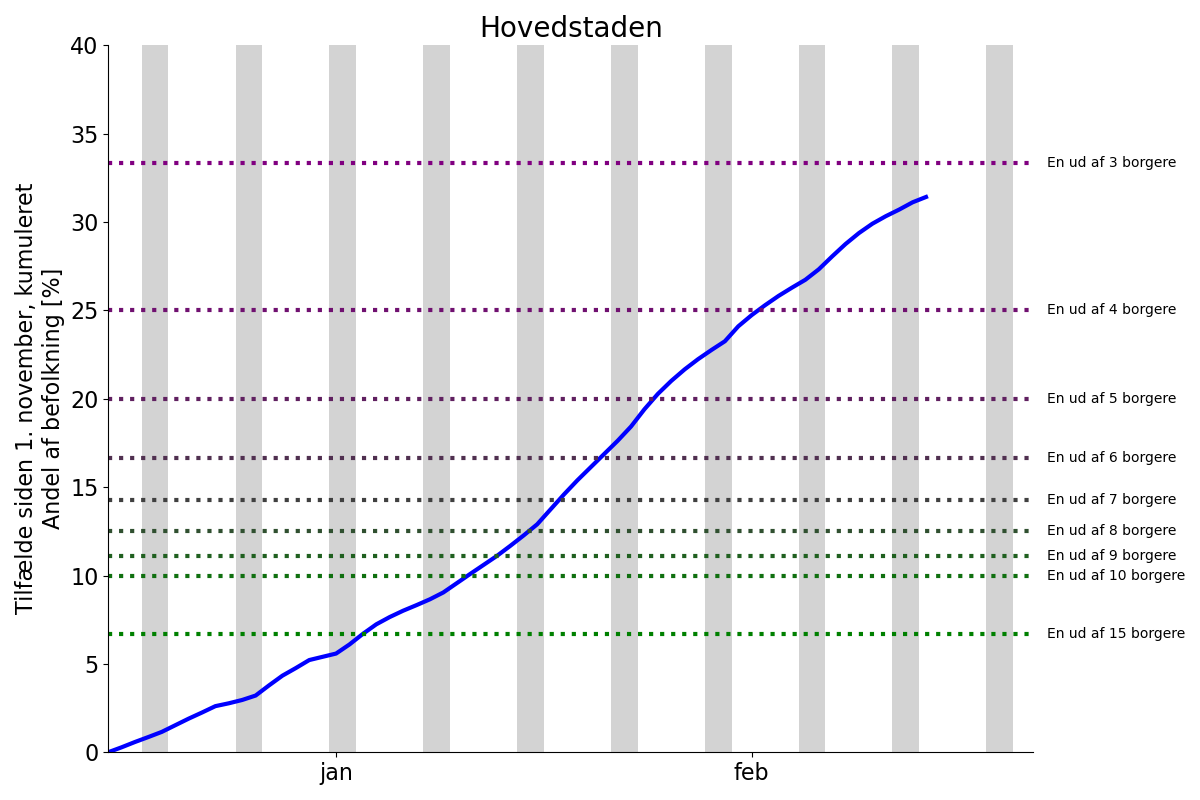 Hovedstaden
Tilfælde siden 1. november, kumuleret
Andel af befolkning [%]
40
35
30
25
20
15
10
5
0
jan
feb
En ud af 3 borgere
En ud af 4 borgere
En ud af 5 borgere
En ud af 6 borgere
En ud af 7 borgere
En ud af 8 borgere
En ud af 9 borgere
En ud af 10 borgere
En ud af 15 borgere